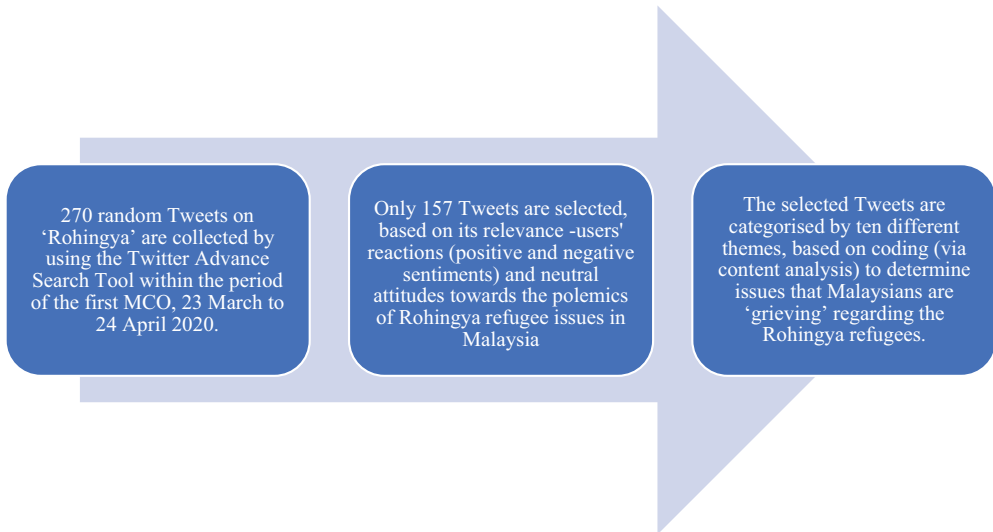 270 random Tweets on
‘Rohingya’ are collected by
using the Twitter Advance
Search Tool within the period
of the first MCO, 23 March to
24 April 2020.
Only 157 Tweets are selected,
based on its relevance -users'
reactions (positive and negative
sentiments) and neutral
attitudes towards the polemics
of Rohingya refugee issues in
Malaysia
The selected Tweets are
categorised by ten different
themes, based on coding (via
content analysis) to determine
issues that Malaysians are
‘grieving’ regarding the
Rohingya refugees.